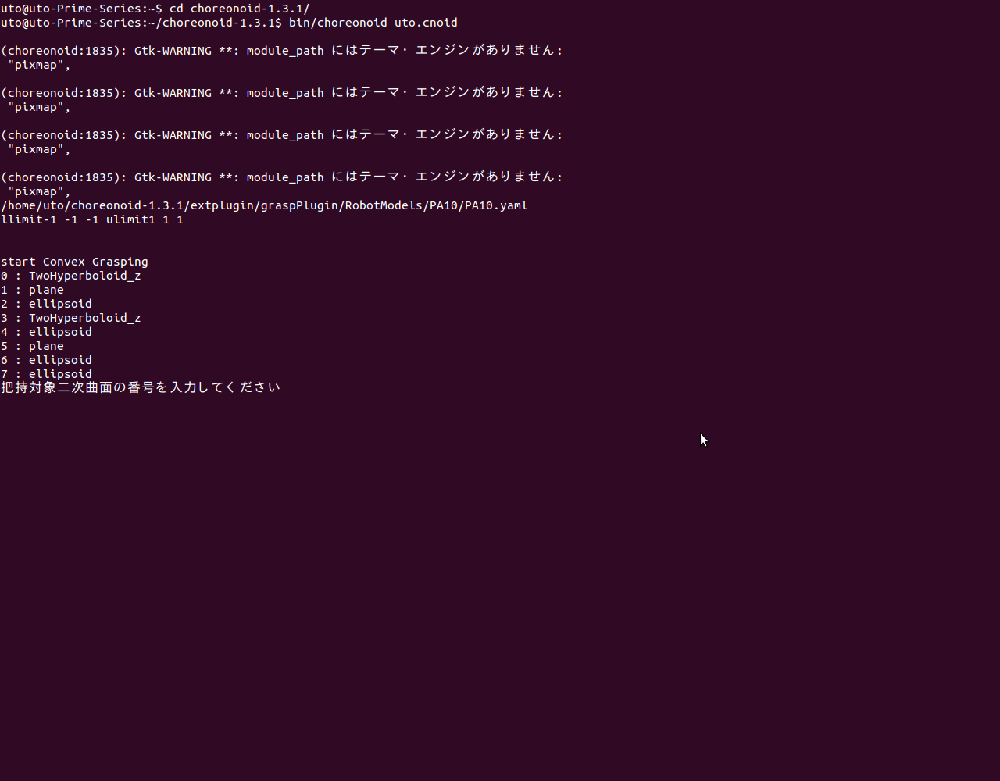 uto@uto-Prime-Series:~$ cd choreonoid-1.3.1/
uto@uto-Prime-Series:~/choreonoid-1.3.1$ bin/choreonoid uto.cnoid
(choreonoid:1835): Gtk-WARNING **: module_path にはテーマ・エンジンがありません:
"pixmap",
(choreonoid:1835): Gtk-WARNING **: module_path にはテーマ・エンジンがありません:
"pixmap",
(choreonoid:1835): Gtk-WARNING **: module_path にはテーマ・エンジンがありません:
"pixmap",
(choreonoid:1835): Gtk-WARNING **: module_path にはテーマ・エンジンがありません:
"pixmap",
/home/uto/choreonoid-1.3.1/extplugin/graspPlugin/RobotModels/PA10/PA10.yaml
llimit-1 -1 -1 ulimit1 1 1
start Convex Grasping
0 : TwoHyperboloid_z
1 : plane
2 : ellipsoid
3 : TwoHyperboloid_z
4 : ellipsoid
5 : plane
6 : ellipsoid
7 : ellipsoid
把持対象二次曲面の番号を入力してください